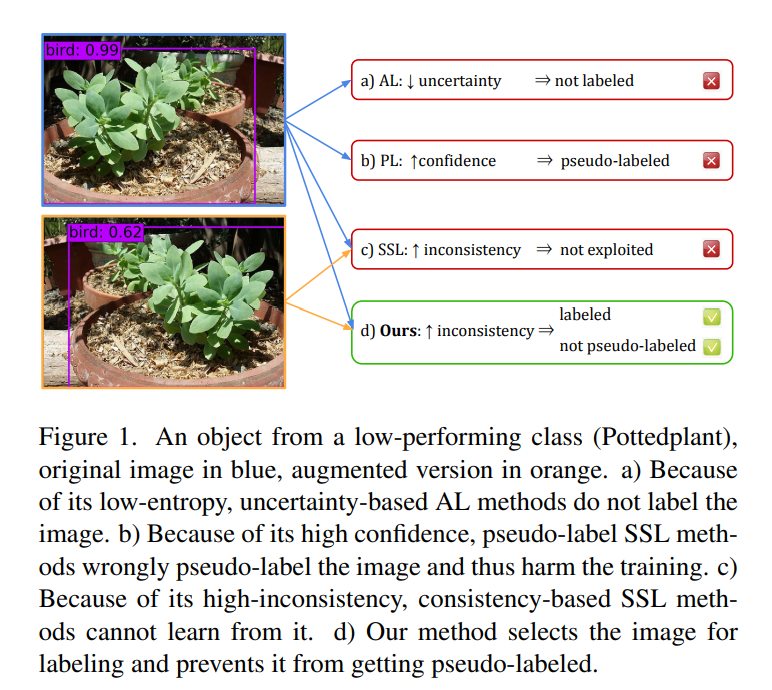 bird: 0.99
a) AL: ↓ uncertainty ⇒ not labeled
b) PL: ↑confidence ⇒ pseudo-labeled
bird: 0.62
c) SSL: ↑ inconsistency ⇒ not exploited
d) Ours: ↑ inconsistency ⇒
labeled
not pseudo-labeled
Figure 1. An object from a low-performing class (Pottedplant),
original image in blue, augmented version in orange. a) Because
of its low-entropy, uncertainty-based AL methods do not label the
image. b) Because of its high confidence, pseudo-label SSL meth-
ods wrongly pseudo-label the image and thus harm the training. c)
Because of its high-inconsistency, consistency-based SSL meth-
ods cannot learn from it. d) Our method selects the image for
labeling and prevents it from getting pseudo-labeled.